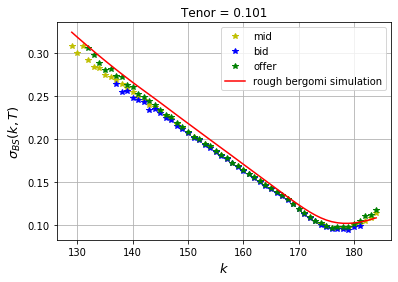 Tenor = 0.101
mid
bid
offer
rough bergomi simulation
0.30
0.25
0.20
0.15
0.10
σ_BS(k, T)
130 140 150 160 170 180
k